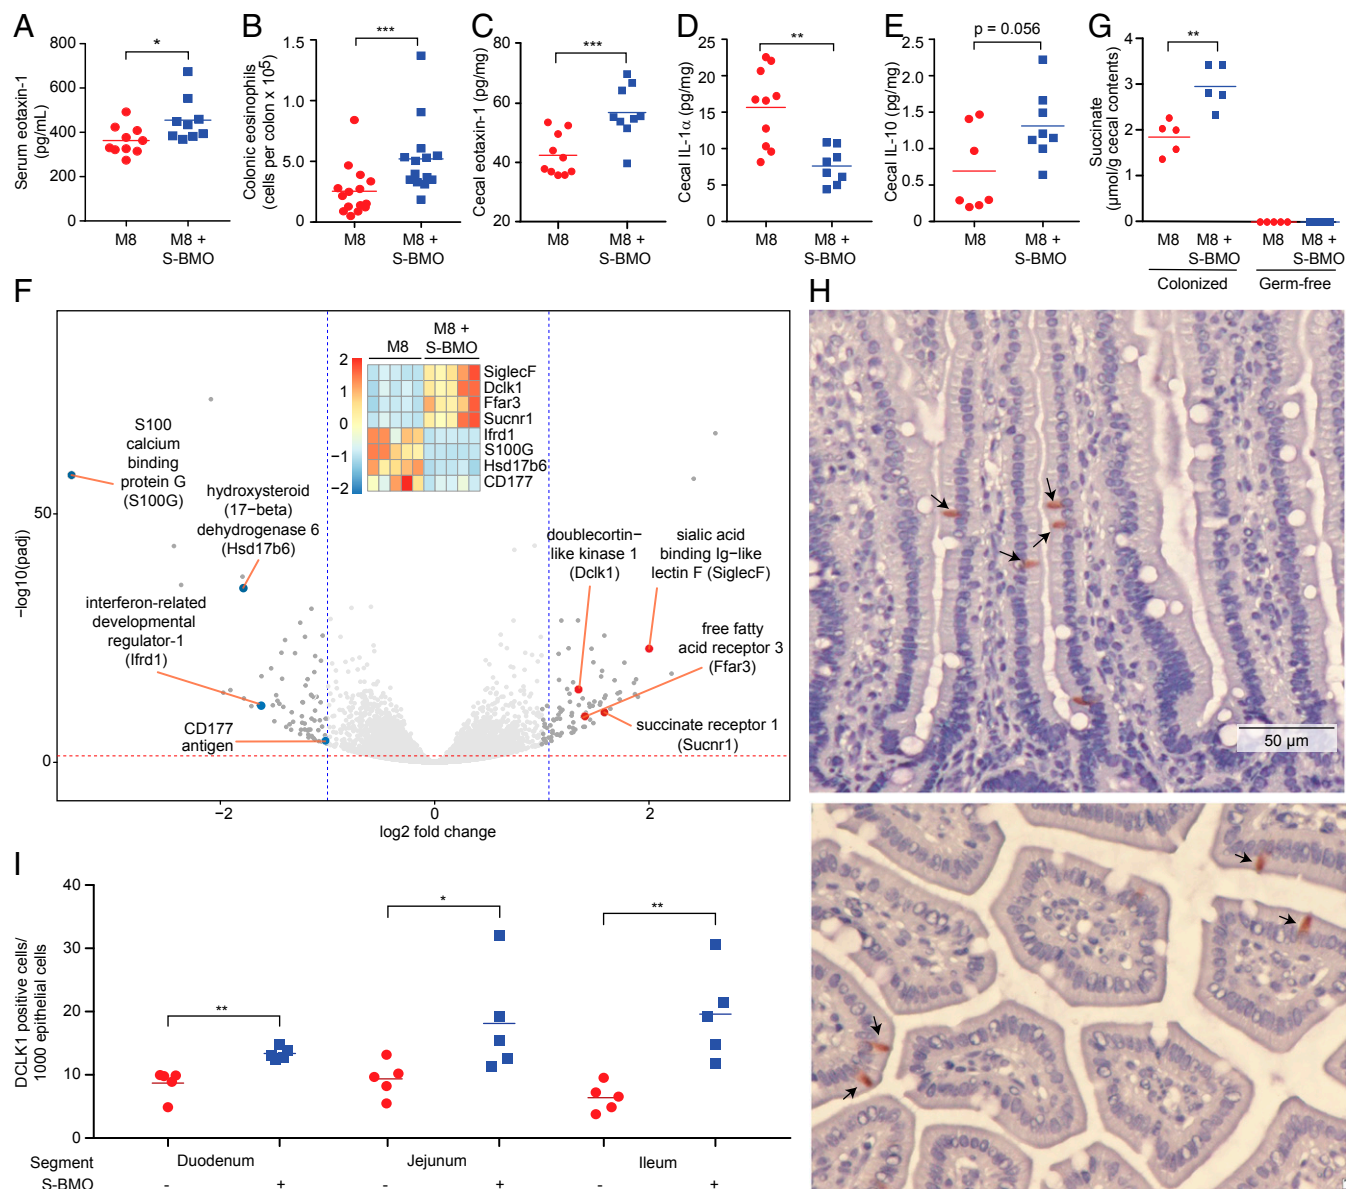 A
Serum eotaxin-1
(pg/mL)
800
600
400
200
0
*
M8
M8 +
S-BMO
B
Colonic eosinophils
(cells per colon x 10⁵)
1.5
1.0
5.0
0
***
M8
M8 +
S-BMO
C
Cecal eotaxin-1 (pg/mg)
80
60
40
20
***
M8
M8 +
S-BMO
D
Cecal IL-1α (pg/mg)
25
20
15
10
5
0
**
M8
M8 +
S-BMO
E
Cecal IL-10 (pg/mg)
2.5
2.0
1.5
1.0
0.5
0
p = 0.056
M8
M8 +
S-BMO
G
Succinate
(μmol/g cecal contents)
4
3
2
1
0
**
M8
M8 +
S-BMO
M8
M8 +
S-BMO
Colonized
Germ-free
F
−log10(padj)
50
0
−2
0
2
log2 fold change
M8
M8 +
S-BMO
2
1
0
−1
−2
SiglecF
Dclk1
Ffar3
Sucnr1
Ifrd1
S100G
Hsd17b6
CD177
S100
calcium
binding
protein G
(S100G)
hydroxysteroid
(17−beta)
dehydrogenase 6
(Hsd17b6)
interferon-related
developmental
regulator-1
(Ifrd1)
CD177
antigen
doublecortin−
like kinase 1
(Dclk1)
sialic acid
binding Ig−like
lectin F (SiglecF)
free fatty
acid receptor 3
(Ffar3)
succinate receptor 1
(Sucnr1)
H
50 μm
I
DCLK1 positive cells/
1000 epithelial cells
40
30
20
10
0
**
*
**
Segment
Duodenum
Jejunum
Ileum
S-BMO
-
+
-
+
-
+